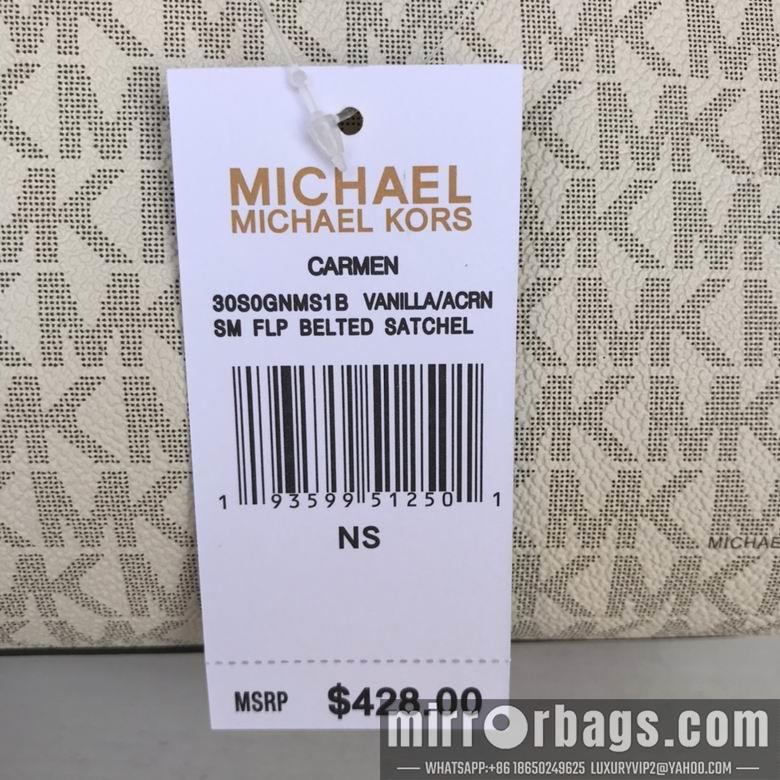 MICHAEL
MICHAEL KORS
CARMEN
30S0GNMS1B VANILLA/ACRN
SM FLP BELTED SATCHEL
1 93599 51250 1
NS
MICHAE
MSRP $428.00
mirrorbags.com
WHATSAPP:+86 18650249625 LUXURYVIP2@YAHOO.COM